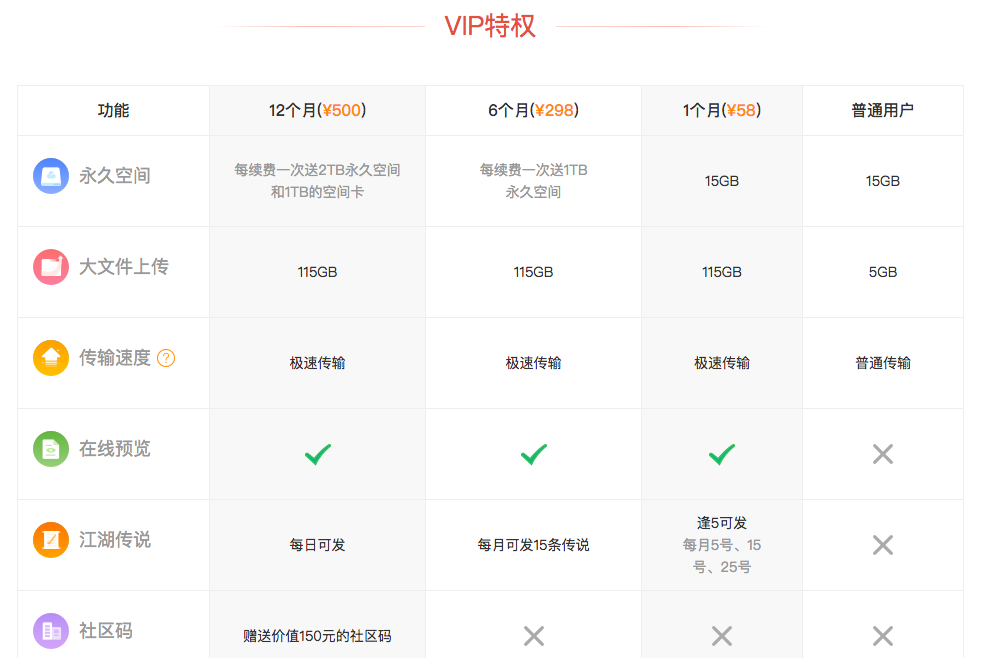 VIP特权
功能 12个月(¥500) 6个月(¥298) 1个月(¥58) 普通用户
永久空间 每续费一次送2TB永久空间 每续费一次送1TB 15GB 15GB
和1TB的空间卡 永久空间
大文件上传 115GB 115GB 115GB 5GB
传输速度 ? 极速传输 极速传输 极速传输 普通传输
在线预览
江湖传说 每日可发 每月可发15条传说 逢5可发
每月5号、15
号、25号
社区码 赠送价值150元的社区码